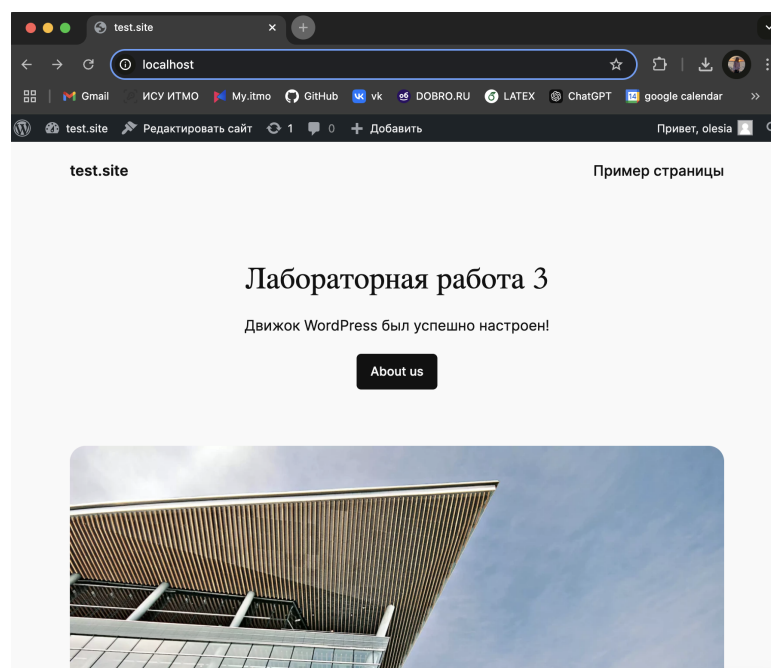 test.site
localhost
Gmail ИСУ ИТМО My.itmo GitHub vk DOBRO.RU LATEX ChatGPT google calendar
test.site Редактировать сайт 1 0 Добавить Привет, olesia
test.site Пример страницы
Лабораторная работа 3
Движок WordPress был успешно настроен!
About us